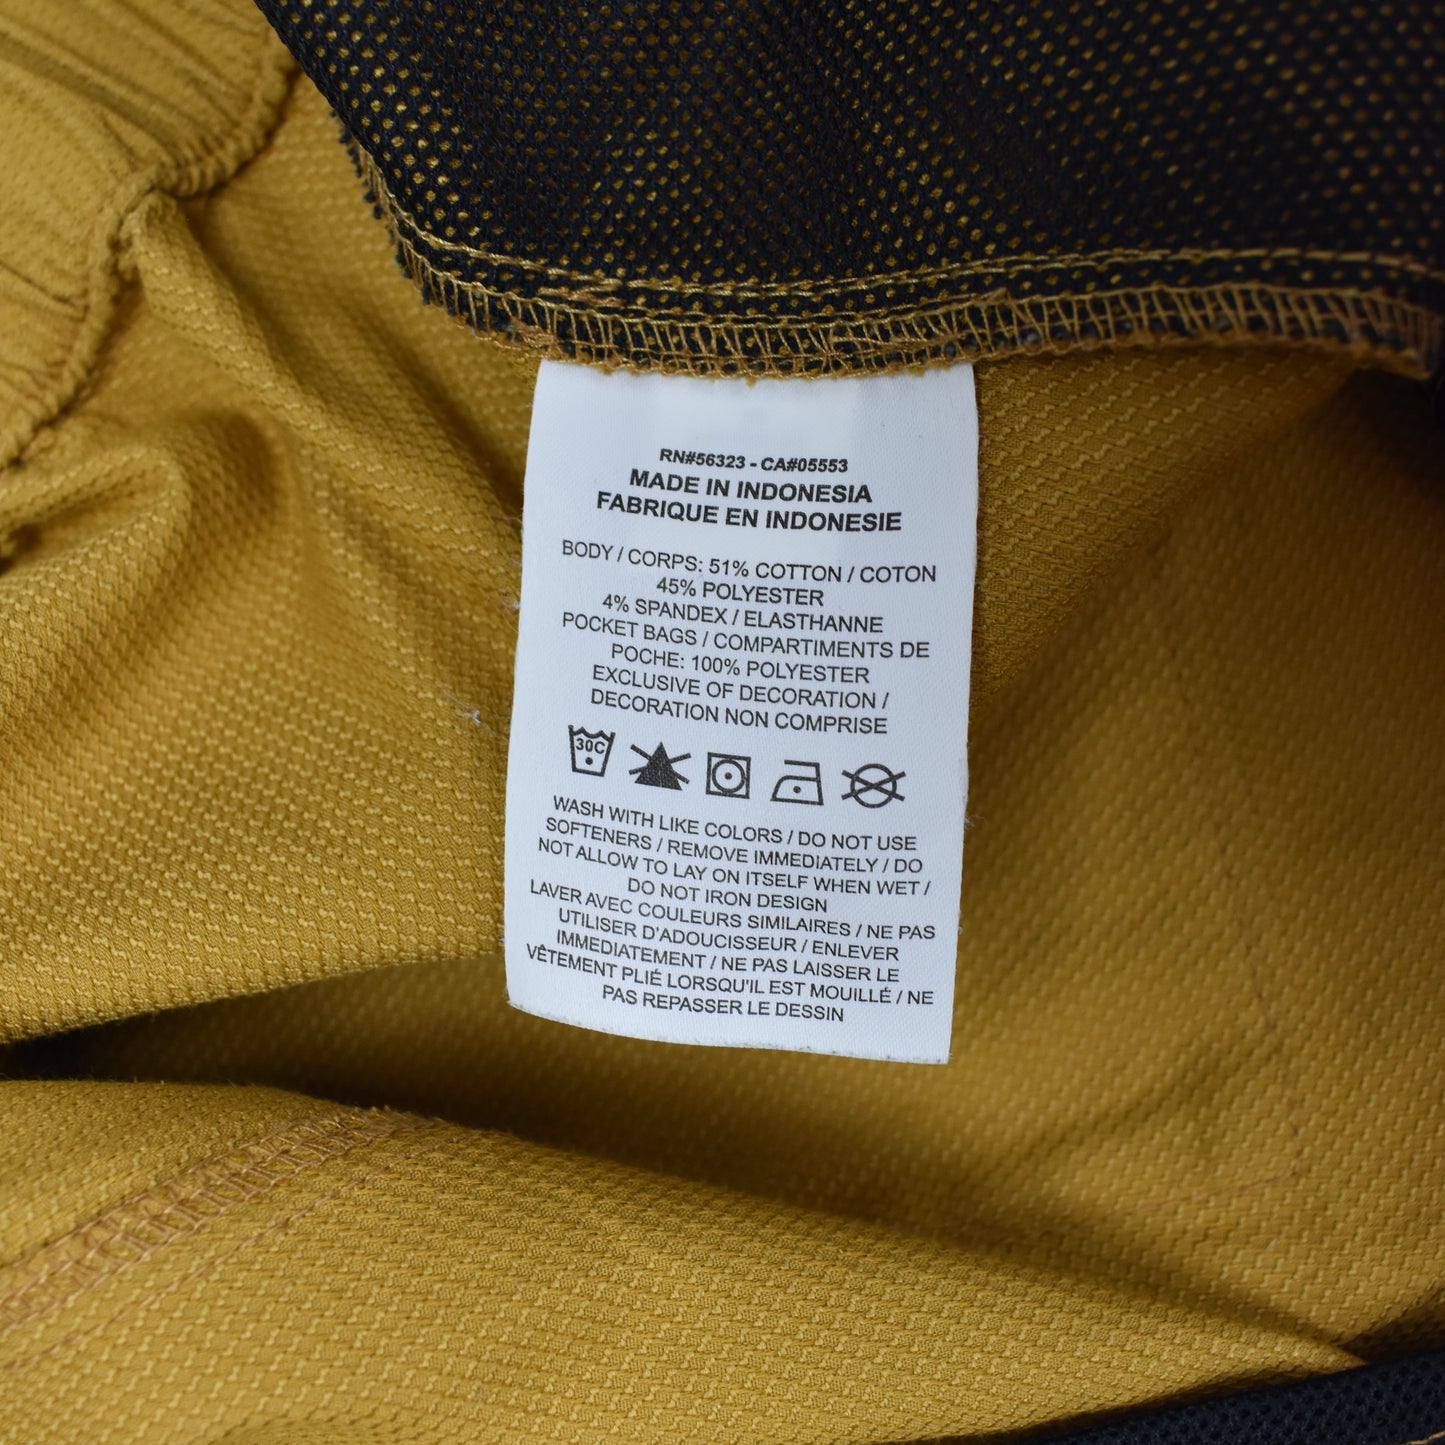 RN#56323 - CA#05553
MADE IN INDONESIA
FABRIQUE EN INDONESIE
BODY / CORPS: 51% COTTON / COTON
45% POLYESTER
4% SPANDEX / ELASTHANNE
POCKET BAGS / COMPARTIMENTS DE
POCHE: 100% POLYESTER
EXCLUSIVE OF DECORATION /
DECORATION NON COMPRISE
30C
WASH WITH LIKE COLORS / DO NOT USE
SOFTENERS / REMOVE IMMEDIATELY / DO
NOT ALLOW TO LAY ON ITSELF WHEN WET /
DO NOT IRON DESIGN
LAVER AVEC COULEURS SIMILAIRES / NE PAS
UTILISER D'ADOUCISSEUR / ENLEVER
IMMEDIATEMENT / NE PAS LAISSER LE
VÊTEMENT PLIÉ LORSQU'IL EST MOUILLÉ / NE
PAS REPASSER LE DESSIN